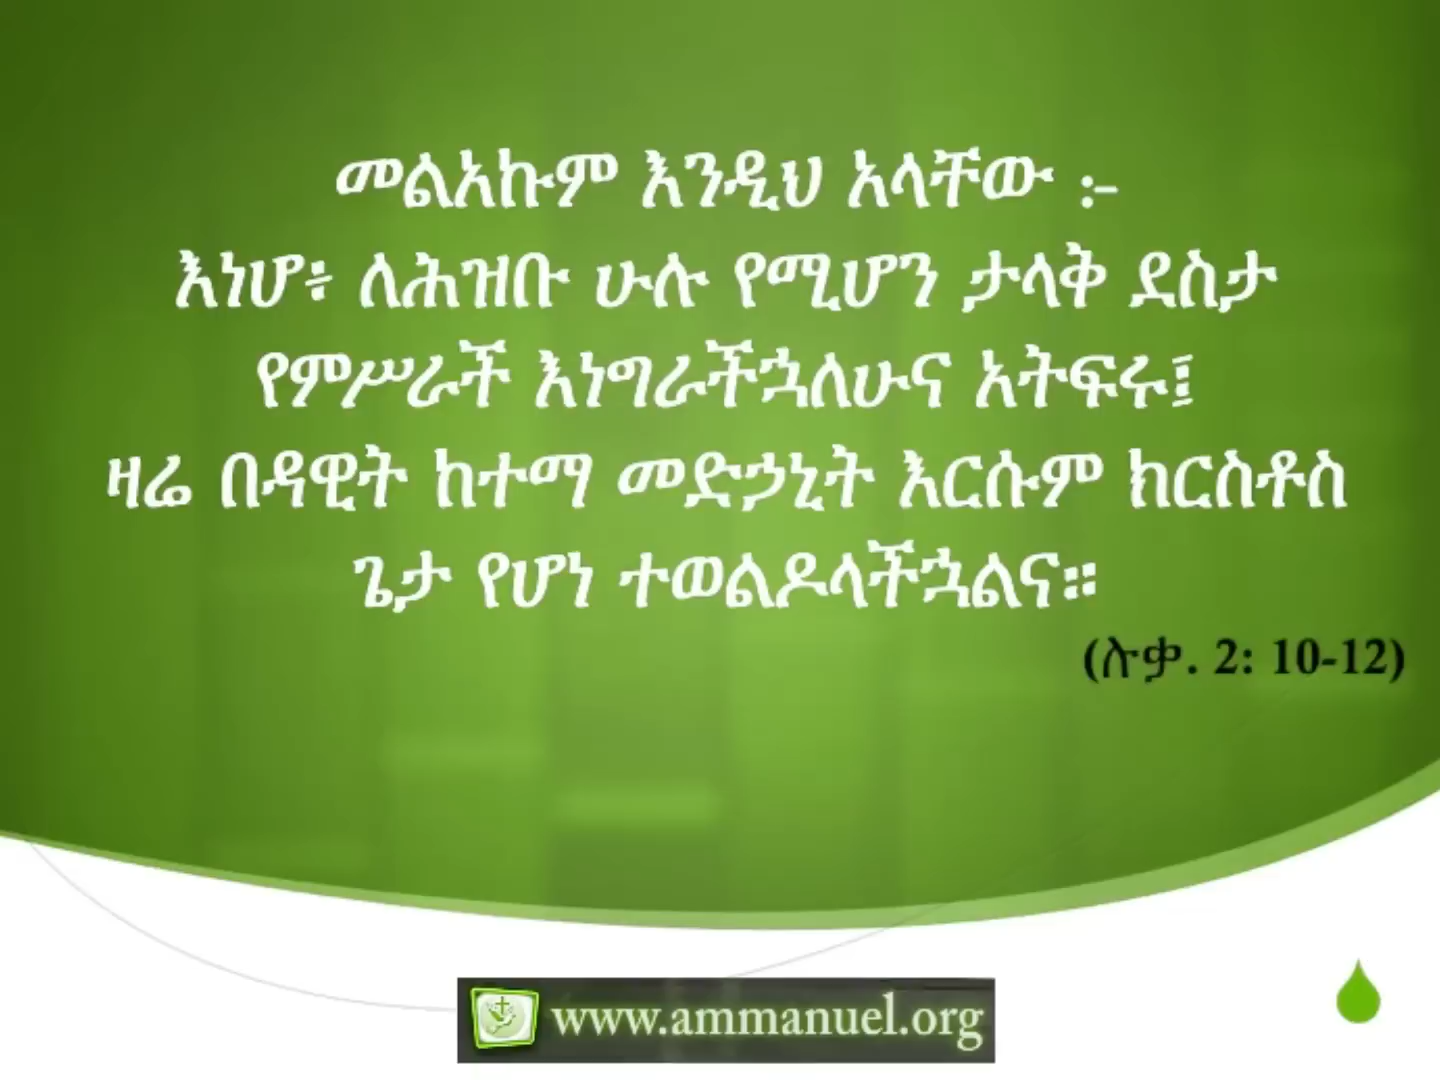 መልአኩም እንዲህ አላቸው ፦
እነሆ፥ ለሕዝቡ ሁሉ የሚሆን ታላቅ ደስታ
የምሥራች እነግራችኋለሁና አትፍሩ፤
ዛሬ በዳዊት ከተማ መድኃኒት እርሱም ክርስቶስ
ጌታ የሆነ ተወልዶላችኋልና።
(ሉቃ. 2: 10-12)
www.ammanuel.org